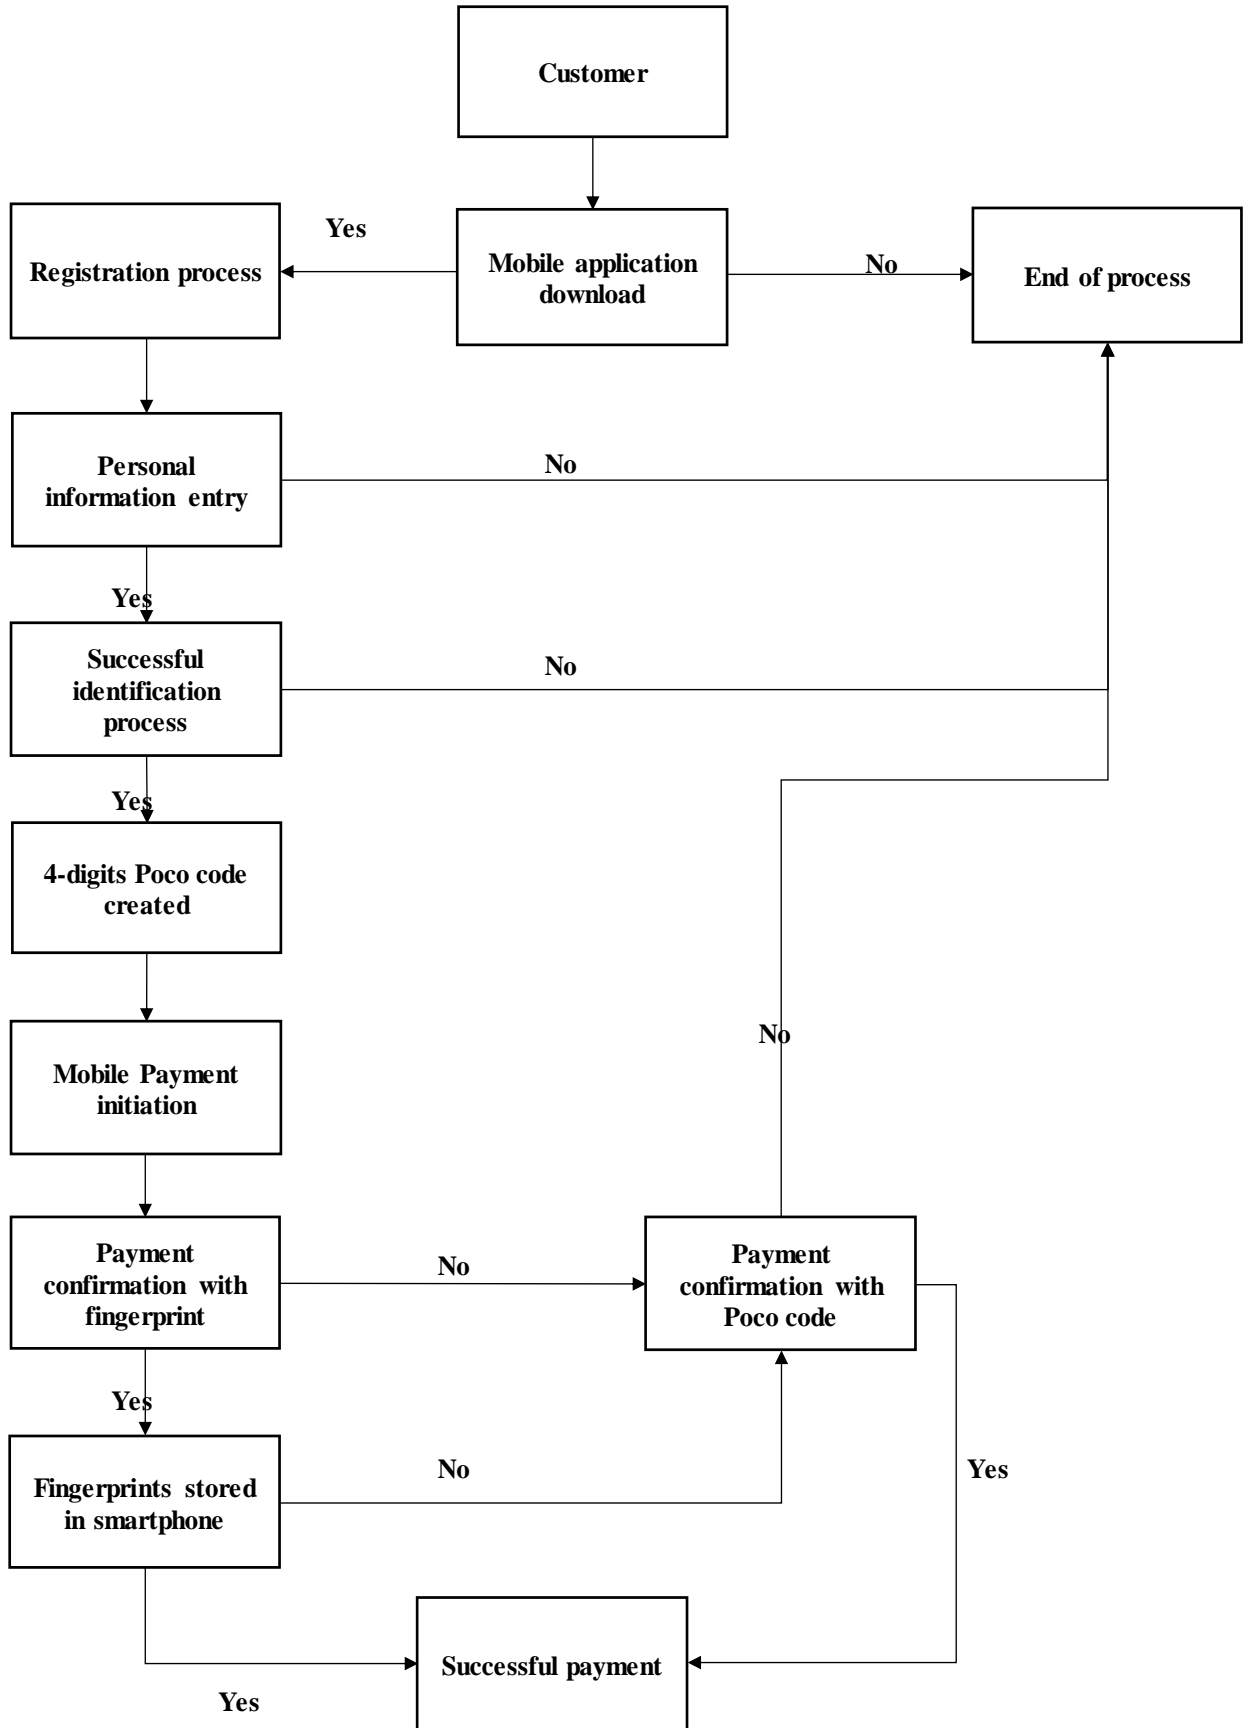 Customer
Yes
Registration process
Mobile application
download
No
End of process
Personal
information entry
No
Yes
Successful
identification
process
No
Yes
4-digits Poco code
created
Mobile Payment
initiation
No
Payment
confirmation with
fingerprint
No
Payment
confirmation with
Poco code
Yes
Fingerprints stored
in smartphone
No
Yes
Successful payment
Yes